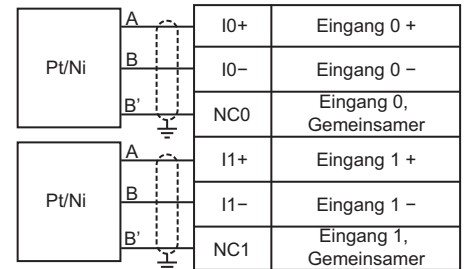 A I0+ Eingang 0 +
Pt/Ni B I0− Eingang 0 −
B’ NC0 Eingang 0,
Gemeinsamer
A I1+ Eingang 1 +
Pt/Ni B I1− Eingang 1 −
B’ NC1 Eingang 1,
Gemeinsamer